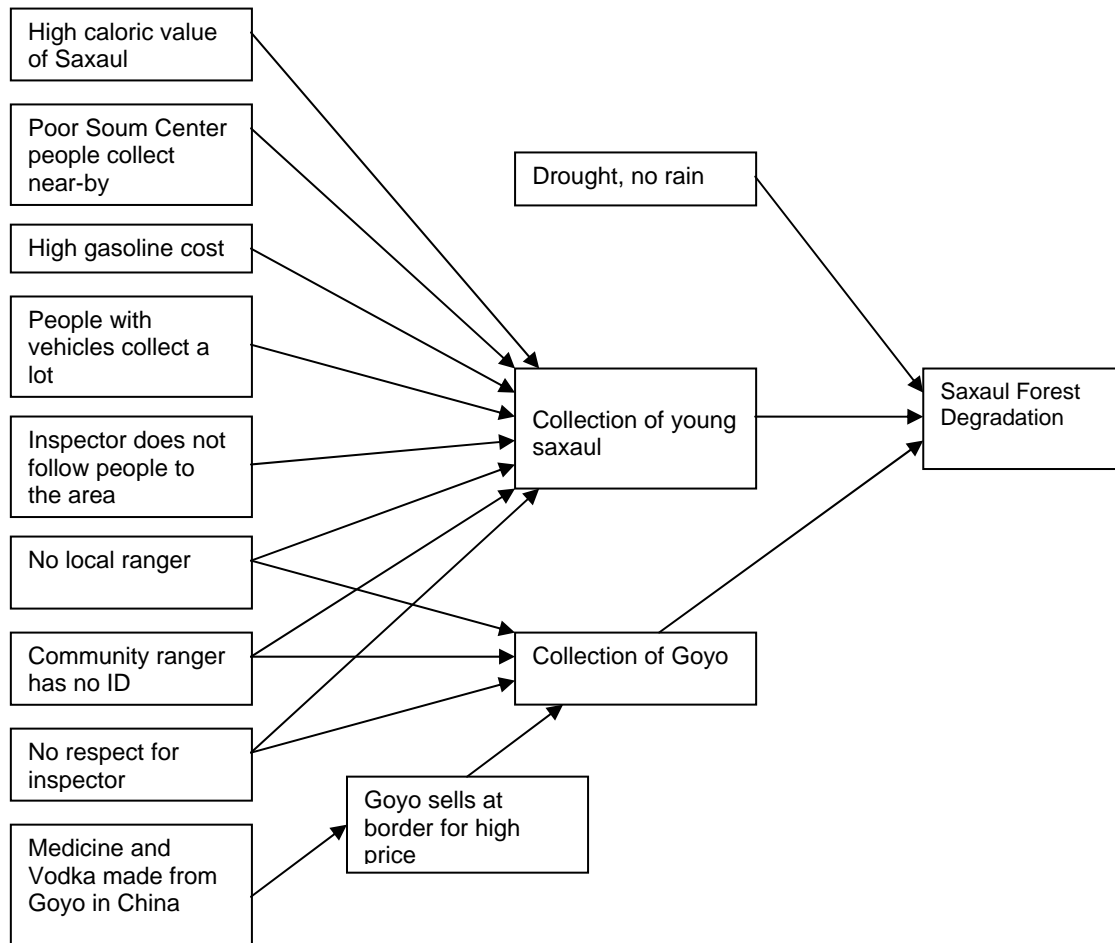 High caloric value
of Saxaul
Poor Soum Center
people collect
near-by
High gasoline cost
People with
vehicles collect a
lot
Inspector does not
follow people to
the area
No local ranger
Community ranger
has no ID
No respect for
inspector
Medicine and
Vodka made from
Goyo in China
Goyo sells at
border for high
price
Drought, no rain
Collection of young
saxaul
Collection of Goyo
Saxaul Forest
Degradation